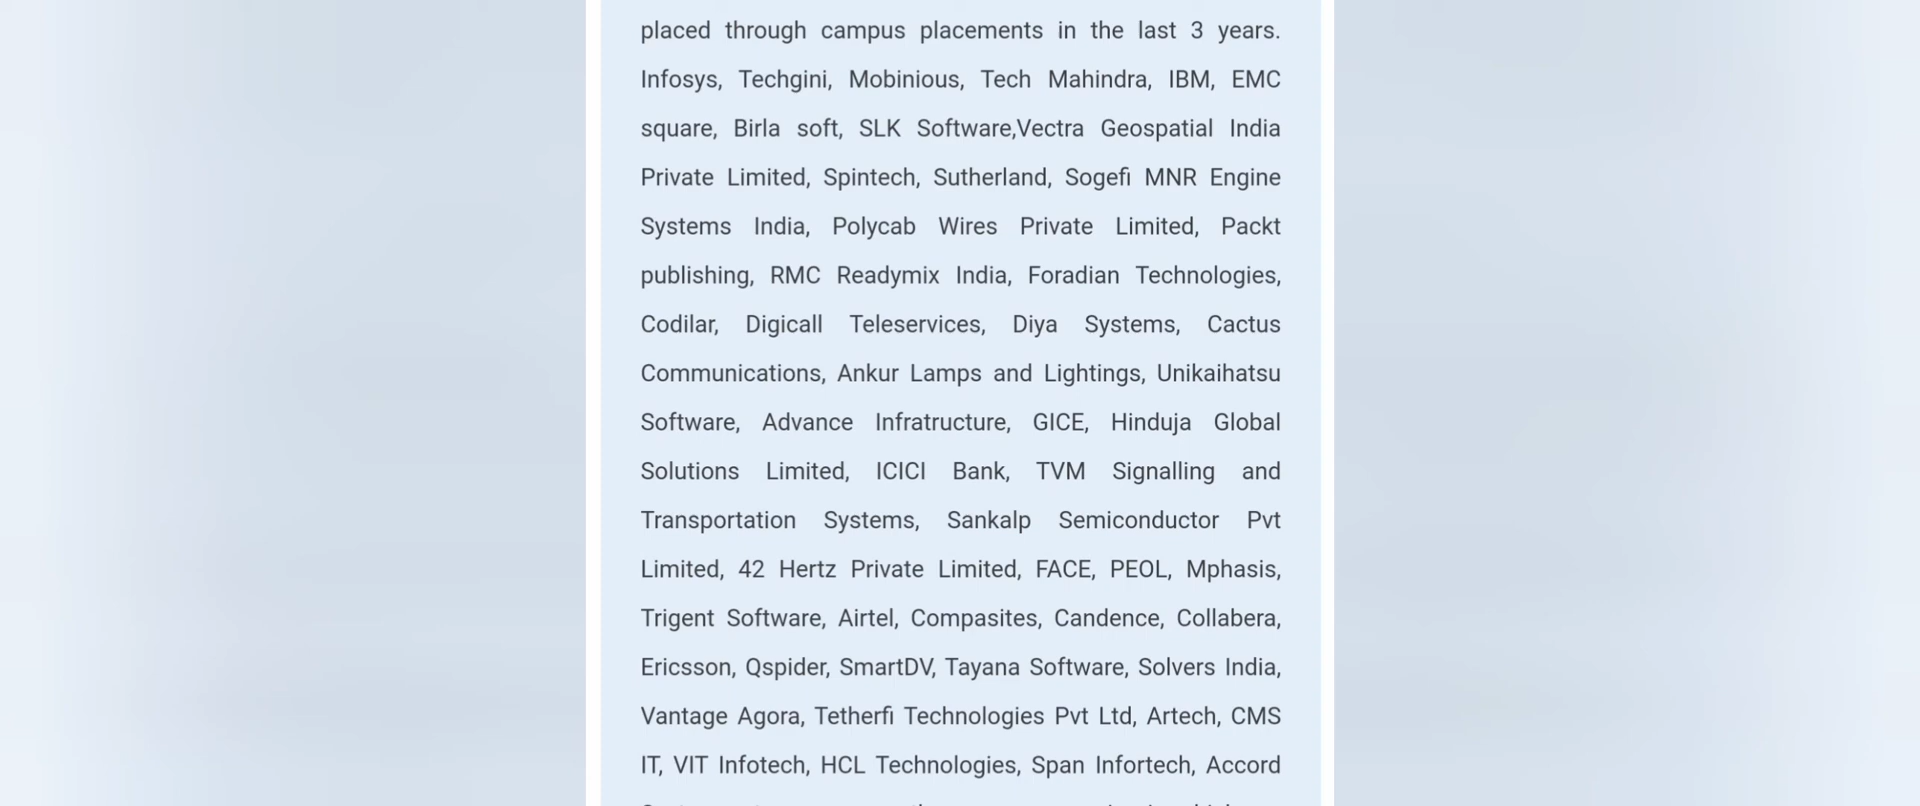 placed through campus placements in the last 3 years.
Infosys, Techgini, Mobinious, Tech Mahindra, IBM, EMC
square, Birla soft, SLK Software,Vectra Geospatial India
Private Limited, Spintech, Sutherland, Sogefi MNR Engine
Systems India, Polycab Wires Private Limited, Packt
publishing, RMC Readymix India, Foradian Technologies,
Codilar, Digicall Teleservices, Diya Systems, Cactus
Communications, Ankur Lamps and Lightings, Unikaihatsu
Software, Advance Infratructure, GICE, Hinduja Global
Solutions Limited, ICICI Bank, TVM Signalling and
Transportation Systems, Sankalp Semiconductor Pvt
Limited, 42 Hertz Private Limited, FACE, PEOL, Mphasis,
Trigent Software, Airtel, Compasites, Candence, Collabera,
Ericsson, Qspider, SmartDV, Tayana Software, Solvers India,
Vantage Agora, Tetherfi Technologies Pvt Ltd, Artech, CMS
IT, VIT Infotech, HCL Technologies, Span Infortech, Accord